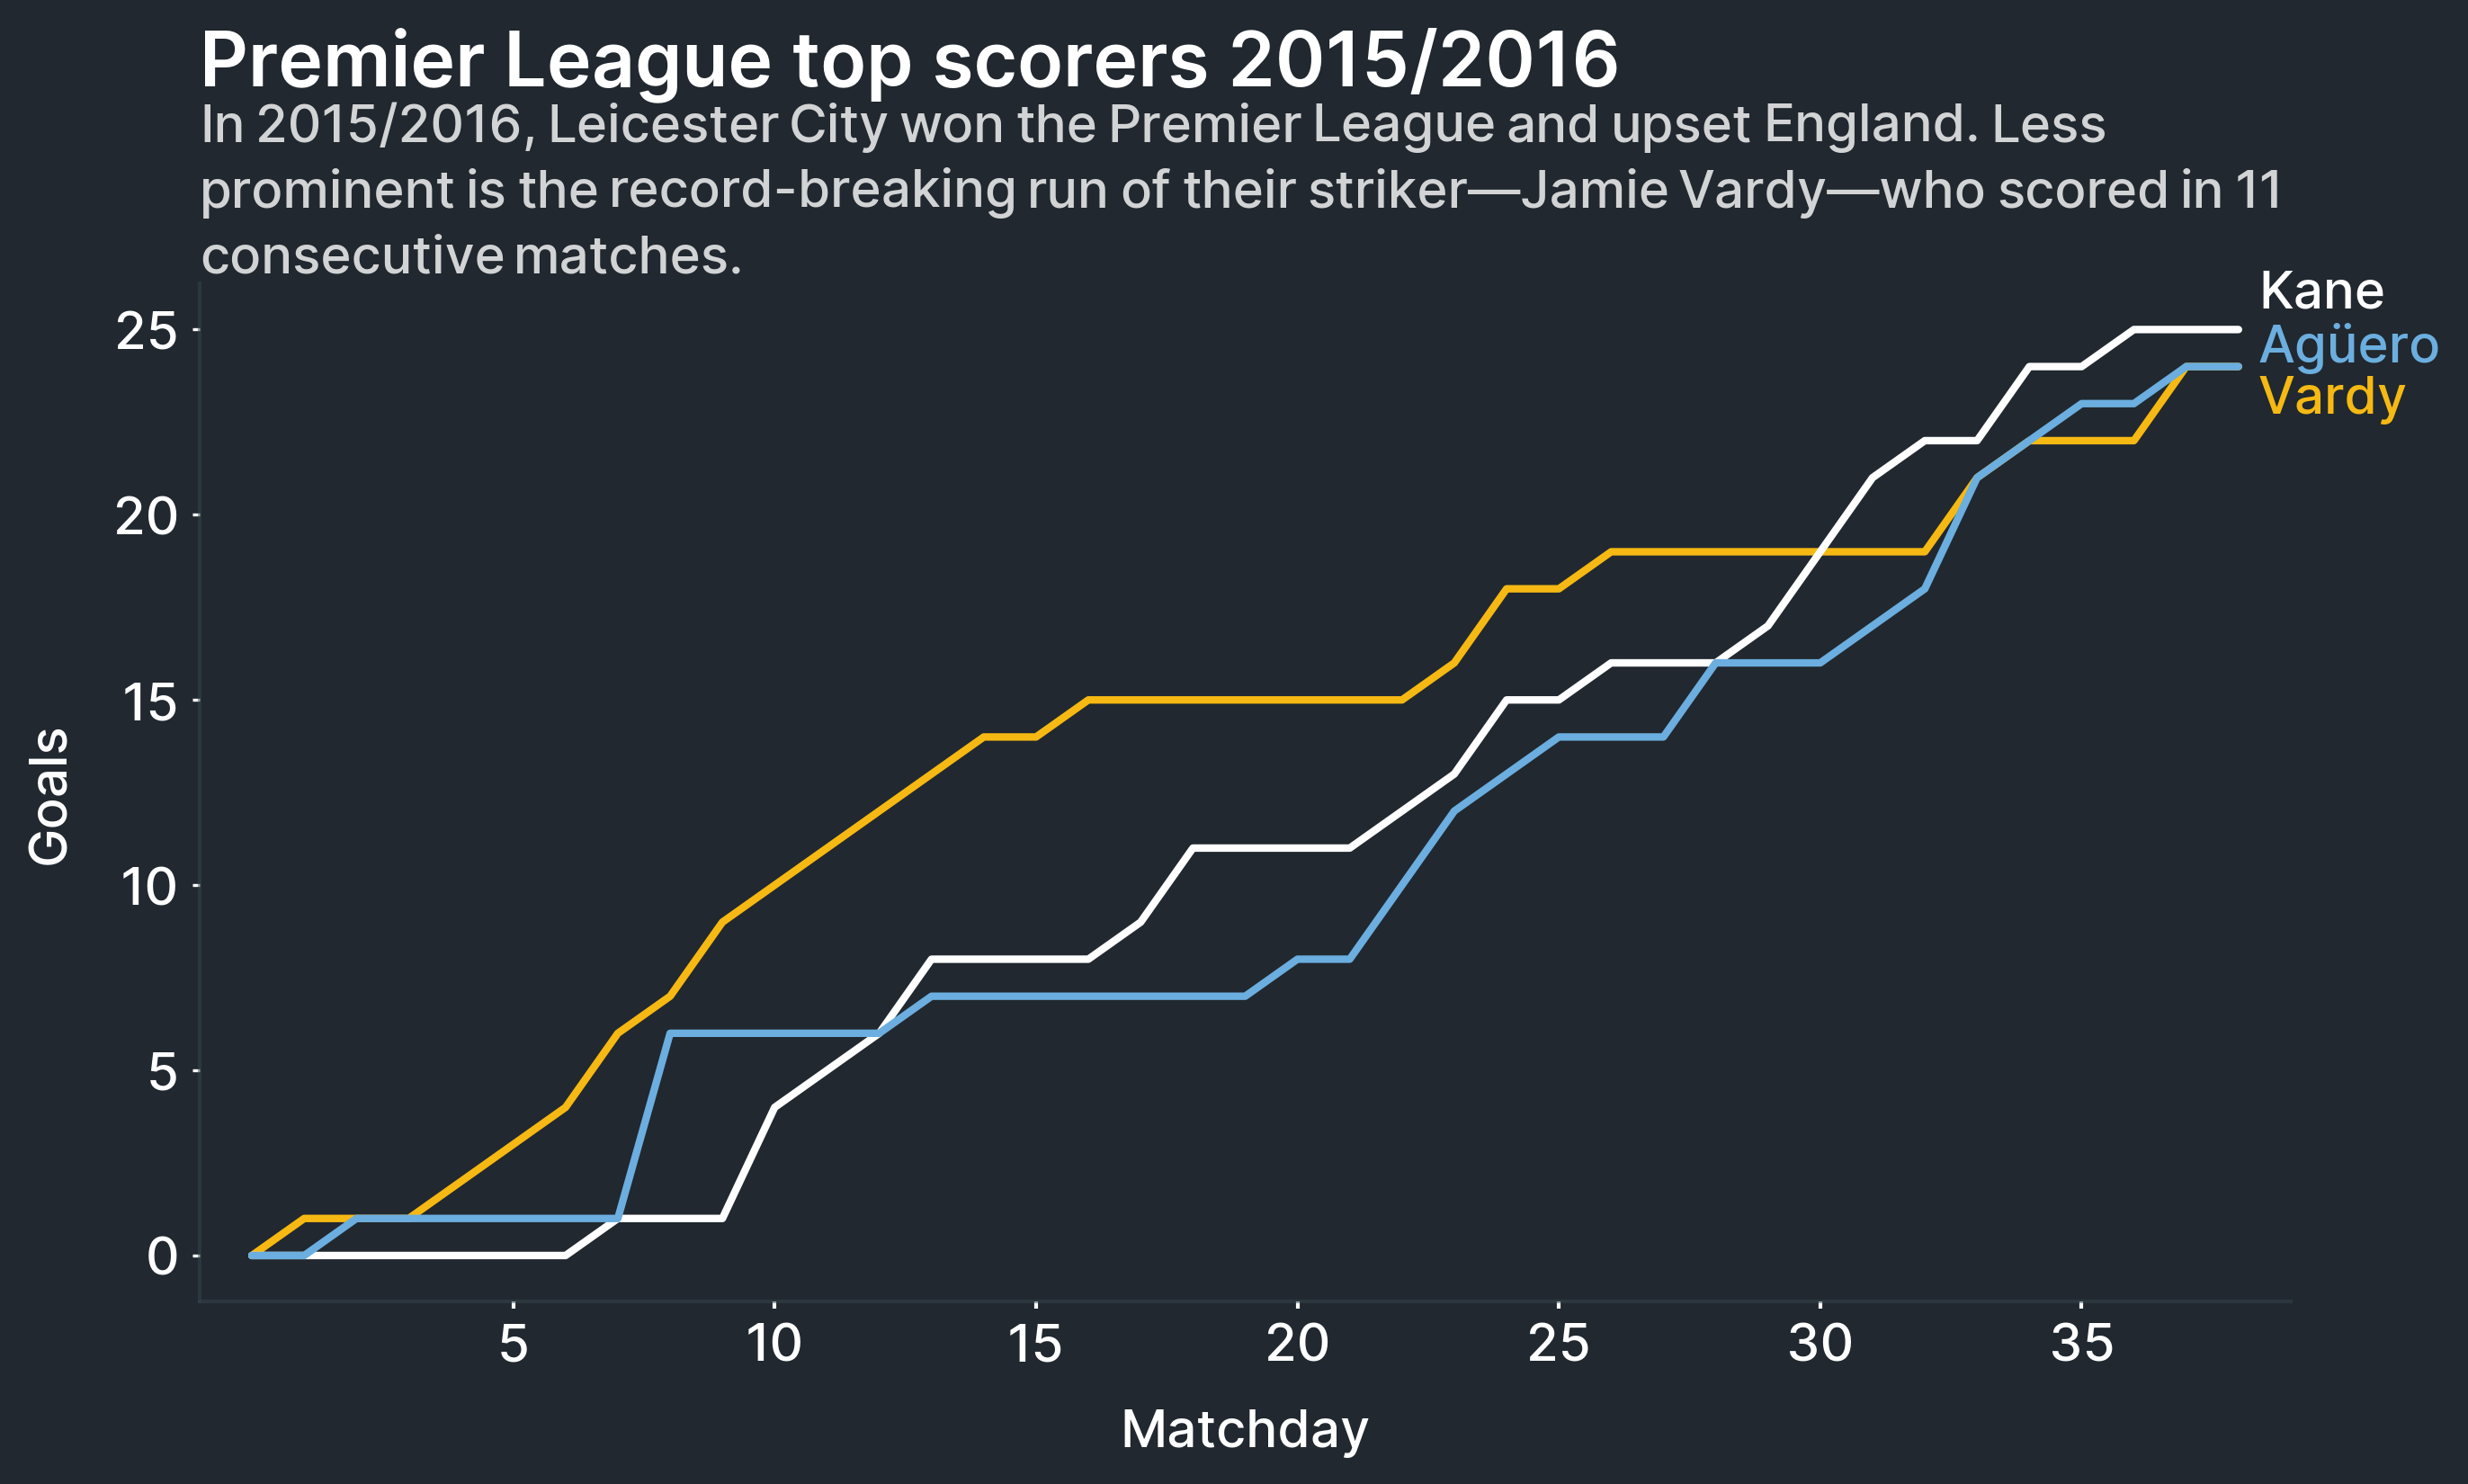 Premier League top scorers 2015/2016
In 2015/2016, Leicester City won the Premier League and upset England. Less
prominent is the record-breaking run of their striker—Jamie Vardy—who scored in 11
consecutive matches.
Kane
Agüero
Vardy
25
20
15
10
5
0
Goals
5 10 15 20 25 30 35
Matchday